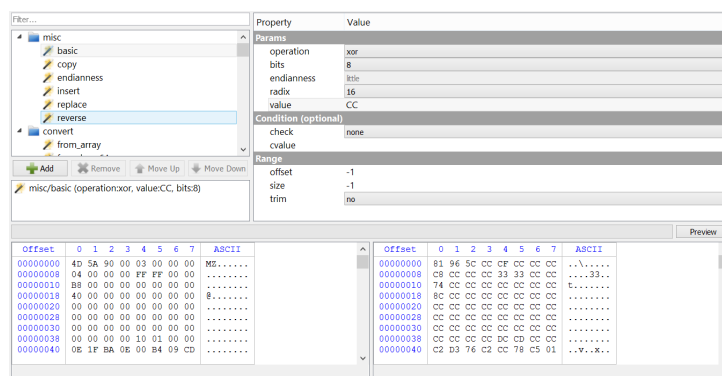 Filter...
misc
basic
copy
endianness
insert
replace
reverse
convert
from_array
Add Remove Move Up Move Down
misc/basic (operation:xor, value:CC, bits:8)
Property Value
Params
operation xor
bits 8
endianness little
radix 16
value CC
Condition (optional)
check none
cvalue
Range
offset -1
size -1
trim no
Preview
Offset 0 1 2 3 4 5 6 7 ASCII
00000000 4D 5A 90 00 03 00 00 00 MZ......
00000008 04 00 00 00 FF FF 00 00 ........
00000010 B8 00 00 00 00 00 00 00 ........
00000018 40 00 00 00 00 00 00 00 @.......
00000020 00 00 00 00 00 00 00 00 ........
00000028 00 00 00 00 00 00 00 00 ........
00000030 00 00 00 00 00 00 00 00 ........
00000038 00 00 00 00 10 01 00 00 ........
00000040 0E 1F BA 0E 00 B4 09 CD ........
Offset 0 1 2 3 4 5 6 7 ASCII
00000000 81 96 5C CC CF CC CC CC ..\.....
00000008 C8 CC CC CC 33 33 CC CC ....33..
00000010 74 CC CC CC CC CC CC CC t.......
00000018 8C CC CC CC CC CC CC CC ........
00000020 CC CC CC CC CC CC CC CC ........
00000028 CC CC CC CC CC CC CC CC ........
00000030 CC CC CC CC CC CC CC CC ........
00000038 CC CC CC CC DC CD CC CC ........
00000040 C2 D3 76 C2 CC 78 C5 01 ..v..x..